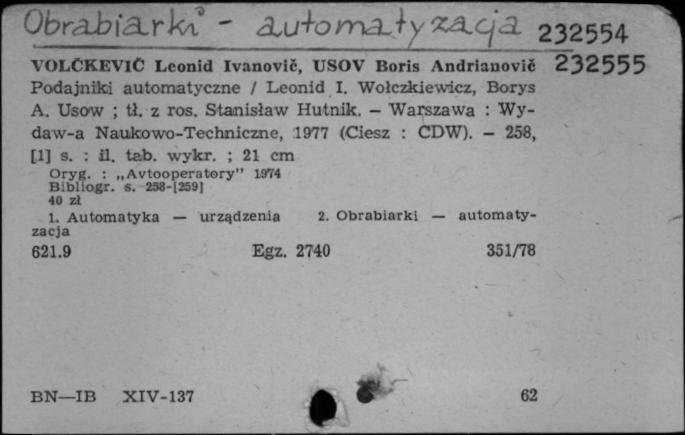 Obrabiarki - automatyzacja 232554
VOLČKEVIČ Leonid Ivanovič, USOV Boris Andrianovič 232555
Podajniki automatyczne / Leonid I. Wołczkiewicz, Borys
A. Usow ; tł. z ros. Stanisław Hutnik. – Warszawa : Wy-
daw-a Naukowo-Techniczne, 1977 (Ciesz : CDW). – 258,
[1] s. : il. tab. wykr. ; 21 cm
Oryg. : „Avtooperatory” 1974
Bibliogr. s. 258-[259]
40 zł
1. Automatyka — urządzenia 2. Obrabiarki — automaty-
zacja
621.9 Egz. 2740 351/78
BN—IB XIV-137 62